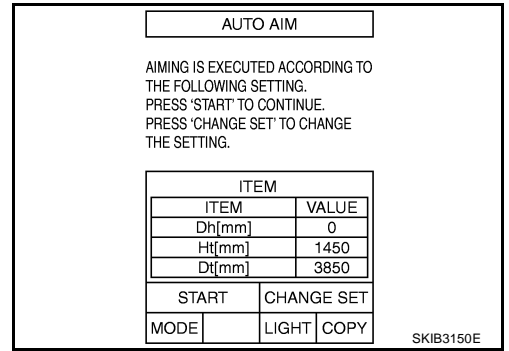 AUTO AIM
AIMING IS EXECUTED ACCORDING TO
THE FOLLOWING SETTING.
PRESS ‘START’ TO CONTINUE.
PRESS ‘CHANGE SET’ TO CHANGE
THE SETTING.
ITEM
ITEM VALUE
Dh[mm] 0
Ht[mm] 1450
Dt[mm] 3850
START CHANGE SET
MODE LIGHT COPY
SKIB3150E